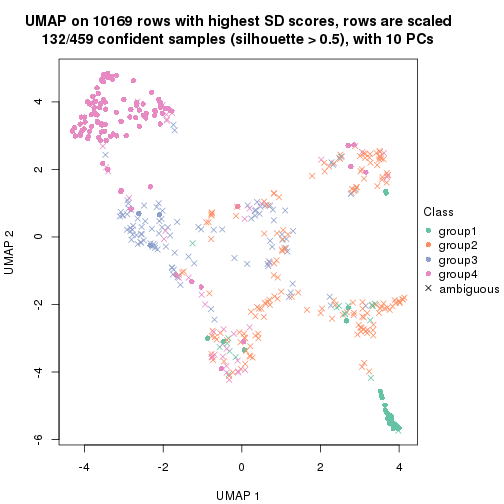 UMAP on 10169 rows with highest SD scores, rows are scaled
132/459 confident samples (silhouette > 0.5), with 10 PCs
4
2
0
-2
-4
-6
UMAP 2
-4
-2
0
2
4
UMAP 1
Class
group1
group2
group3
group4
ambiguous